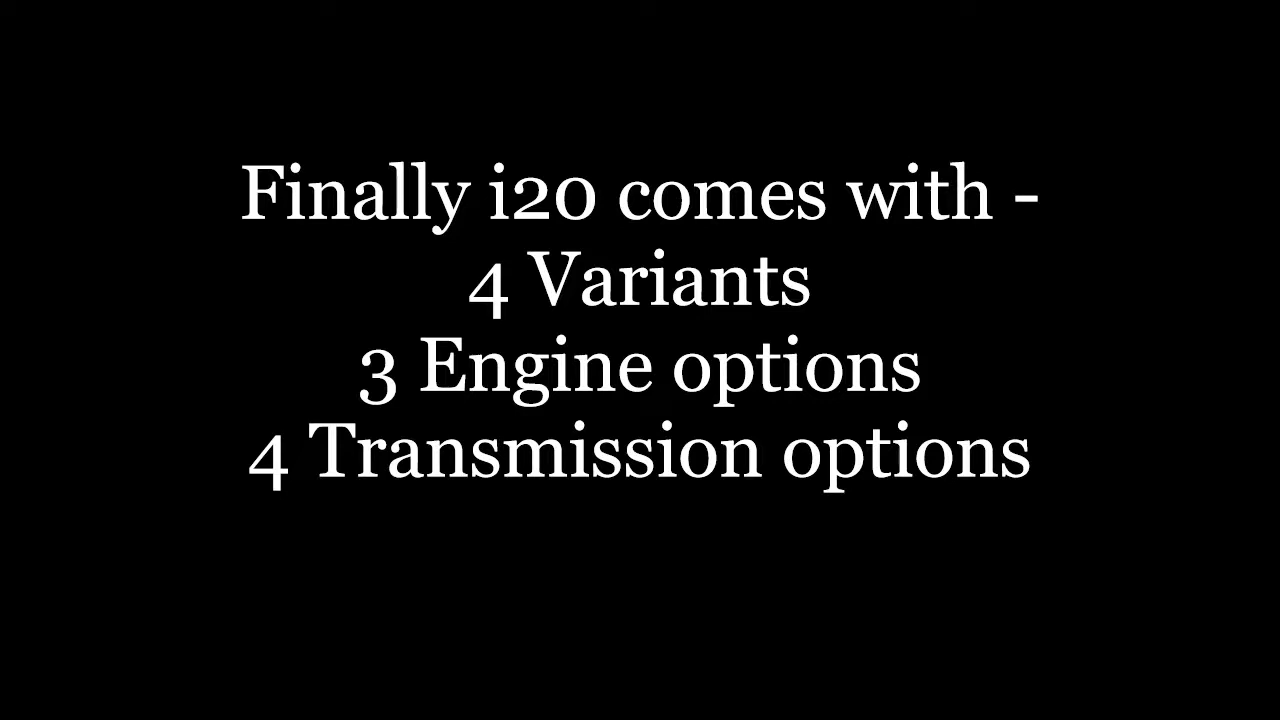 Finally i20 comes with -
4 Variants
3 Engine options
4 Transmission options